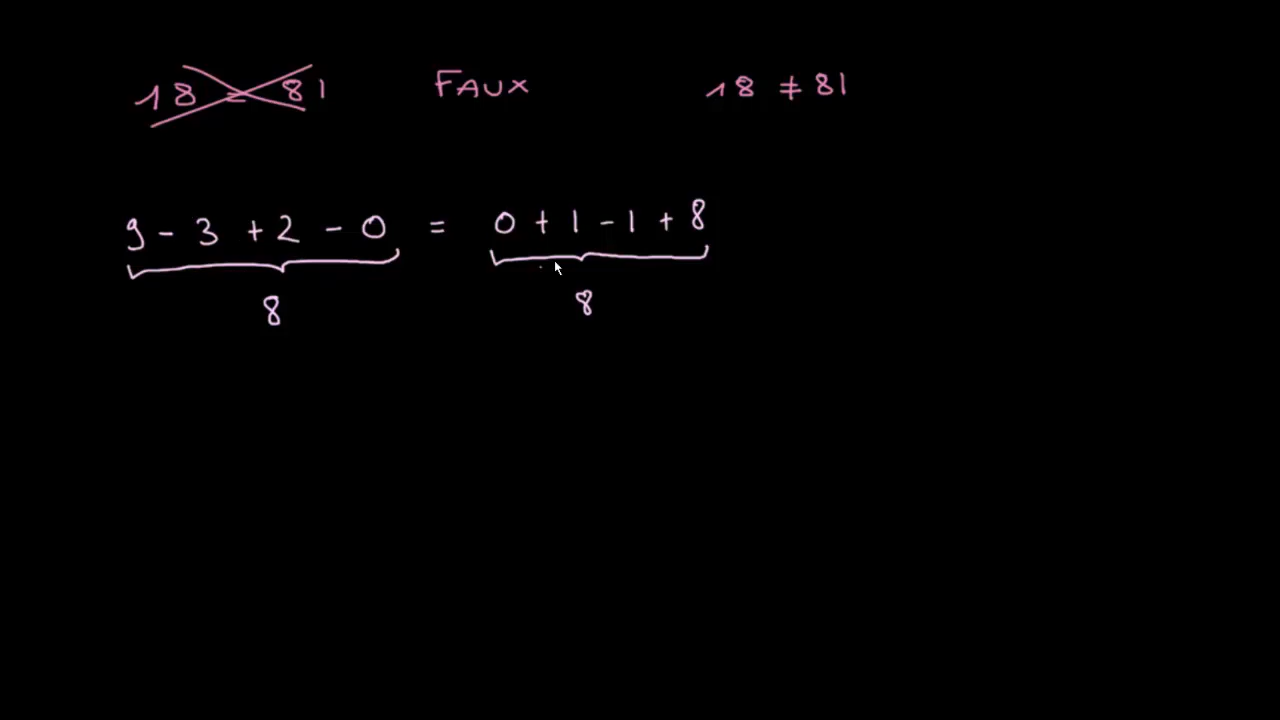 18 = 81 FAUX 18 ≠ 81
9 - 3 + 2 - 0 = 0 + 1 - 1 + 8
8 8